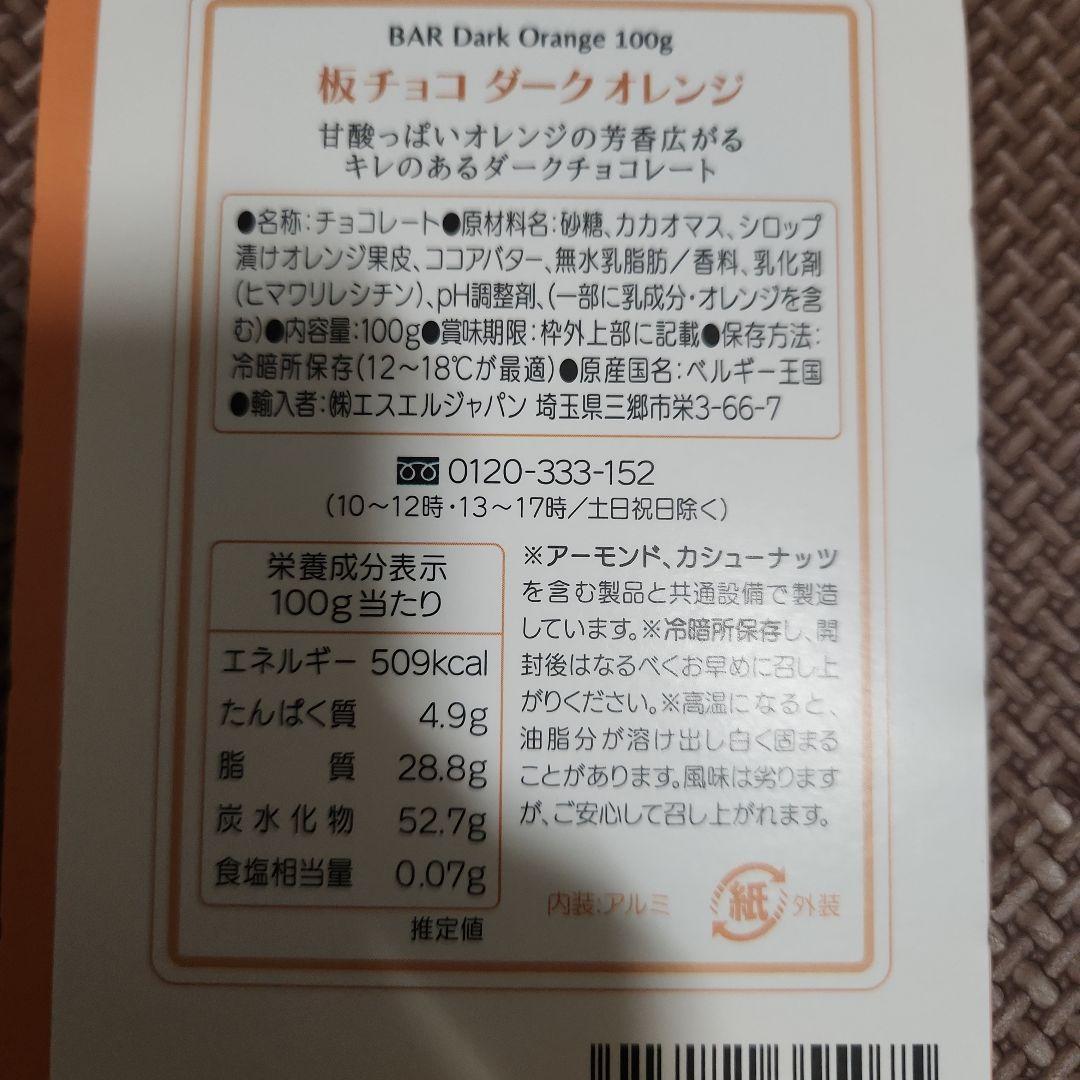 BAR Dark Orange 100g
板チョコ ダークオレンジ
甘酸っぱいオレンジの芳香広がる
キレのあるダークチョコレート
●名称:チョコレート●原材料名:砂糖、カカオマス、シロップ
漬けオレンジ果皮、ココアバター、無水乳脂肪/香料、乳化剤
(ヒマワリレシチン)、pH調整剤、(一部に乳成分・オレンジを含
む)●内容量:100g●賞味期限:枠外上部に記載●保存方法:
冷暗所保存(12〜18℃が最適)●原産国名:ベルギー王国
●輸入者:㈱エスエルジャパン 埼玉県三郷市栄3-66-7
0120-333-152
(10〜12時・13〜17時/土日祝日除く)
栄養成分表示
100g当たり
エネルギー 509kcal
たんぱく質 4.9g
脂質 28.8g
炭水化物 52.7g
食塩相当量 0.07g
推定値
※アーモンド、カシューナッツ
を含む製品と共通設備で製造
しています。※冷暗所保存し、開
封後はなるべくお早めに召し上
がりください。※高温になると、
油脂分が溶け出し白く固まる
ことがあります。風味は劣ります
が、ご安心して召し上がれます。
内装:アルミ
紙 外装